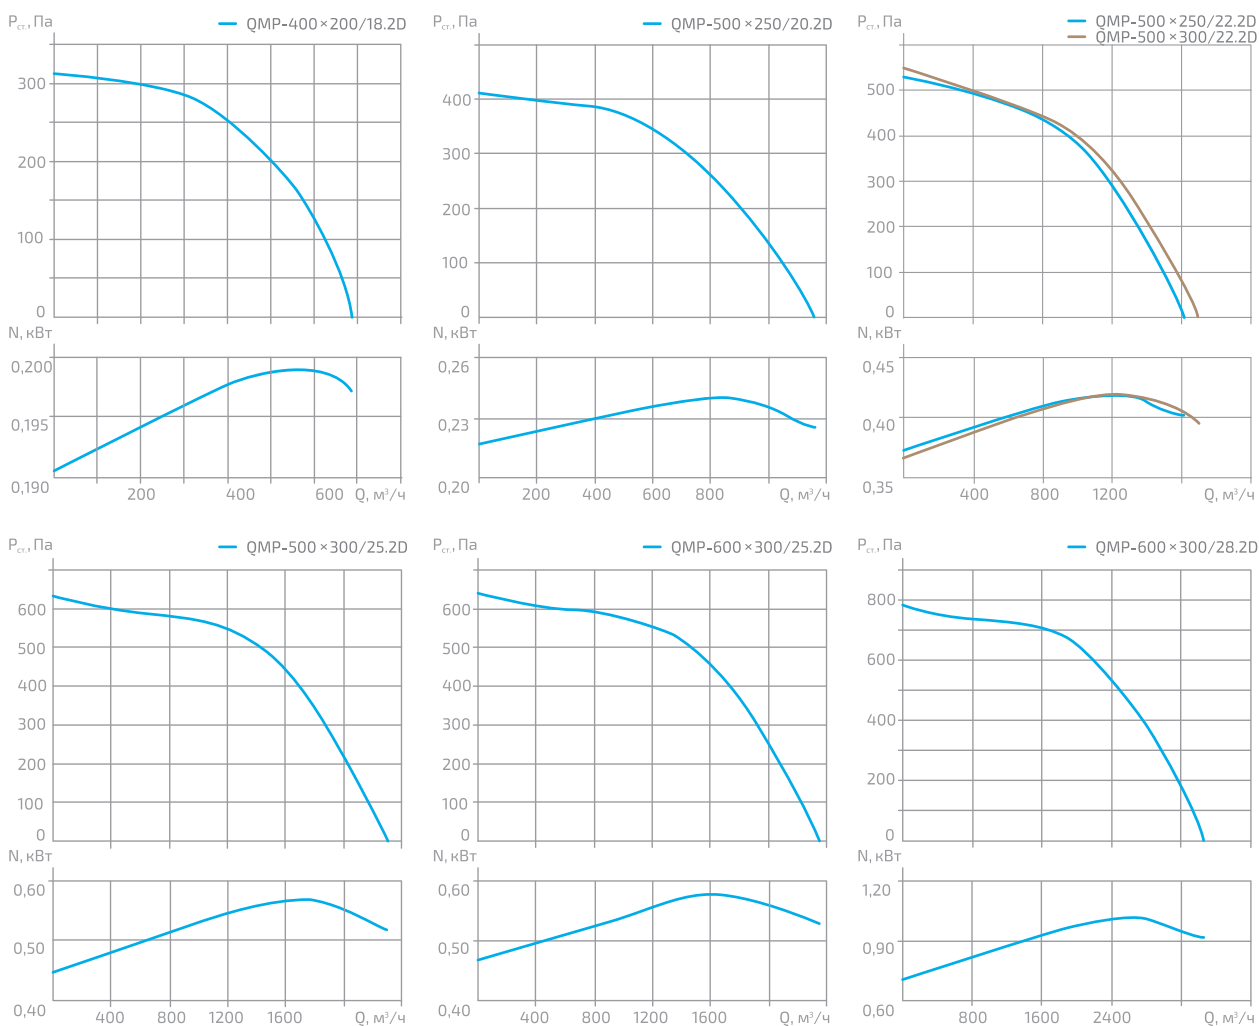 Pст., Па
QMP-400×200/18.2D
300
200
100
0
N, кВт
0,200
0,195
0,190
200
400
600
Q, м³/ч
Pст., Па
QMP-500×250/20.2D
400
300
200
100
0
N, кВт
0,26
0,23
0,20
200
400
600
800
Q, м³/ч
Pст., Па
QMP-500×250/22.2D
QMP-500×300/22.2D
500
400
300
200
100
0
N, кВт
0,45
0,40
0,35
400
800
1200
Q, м³/ч
Pст., Па
QMP-500×300/25.2D
600
500
400
300
200
100
0
N, кВт
0,60
0,50
0,40
400
800
1200
1600
Q, м³/ч
Pст., Па
QMP-600×300/25.2D
600
500
400
300
200
100
0
N, кВт
0,60
0,50
0,40
400
800
1200
1600
Q, м³/ч
Pст., Па
QMP-600×300/28.2D
800
600
400
200
0
N, кВт
1,20
0,90
0,60
800
1600
2400
Q, м³/ч